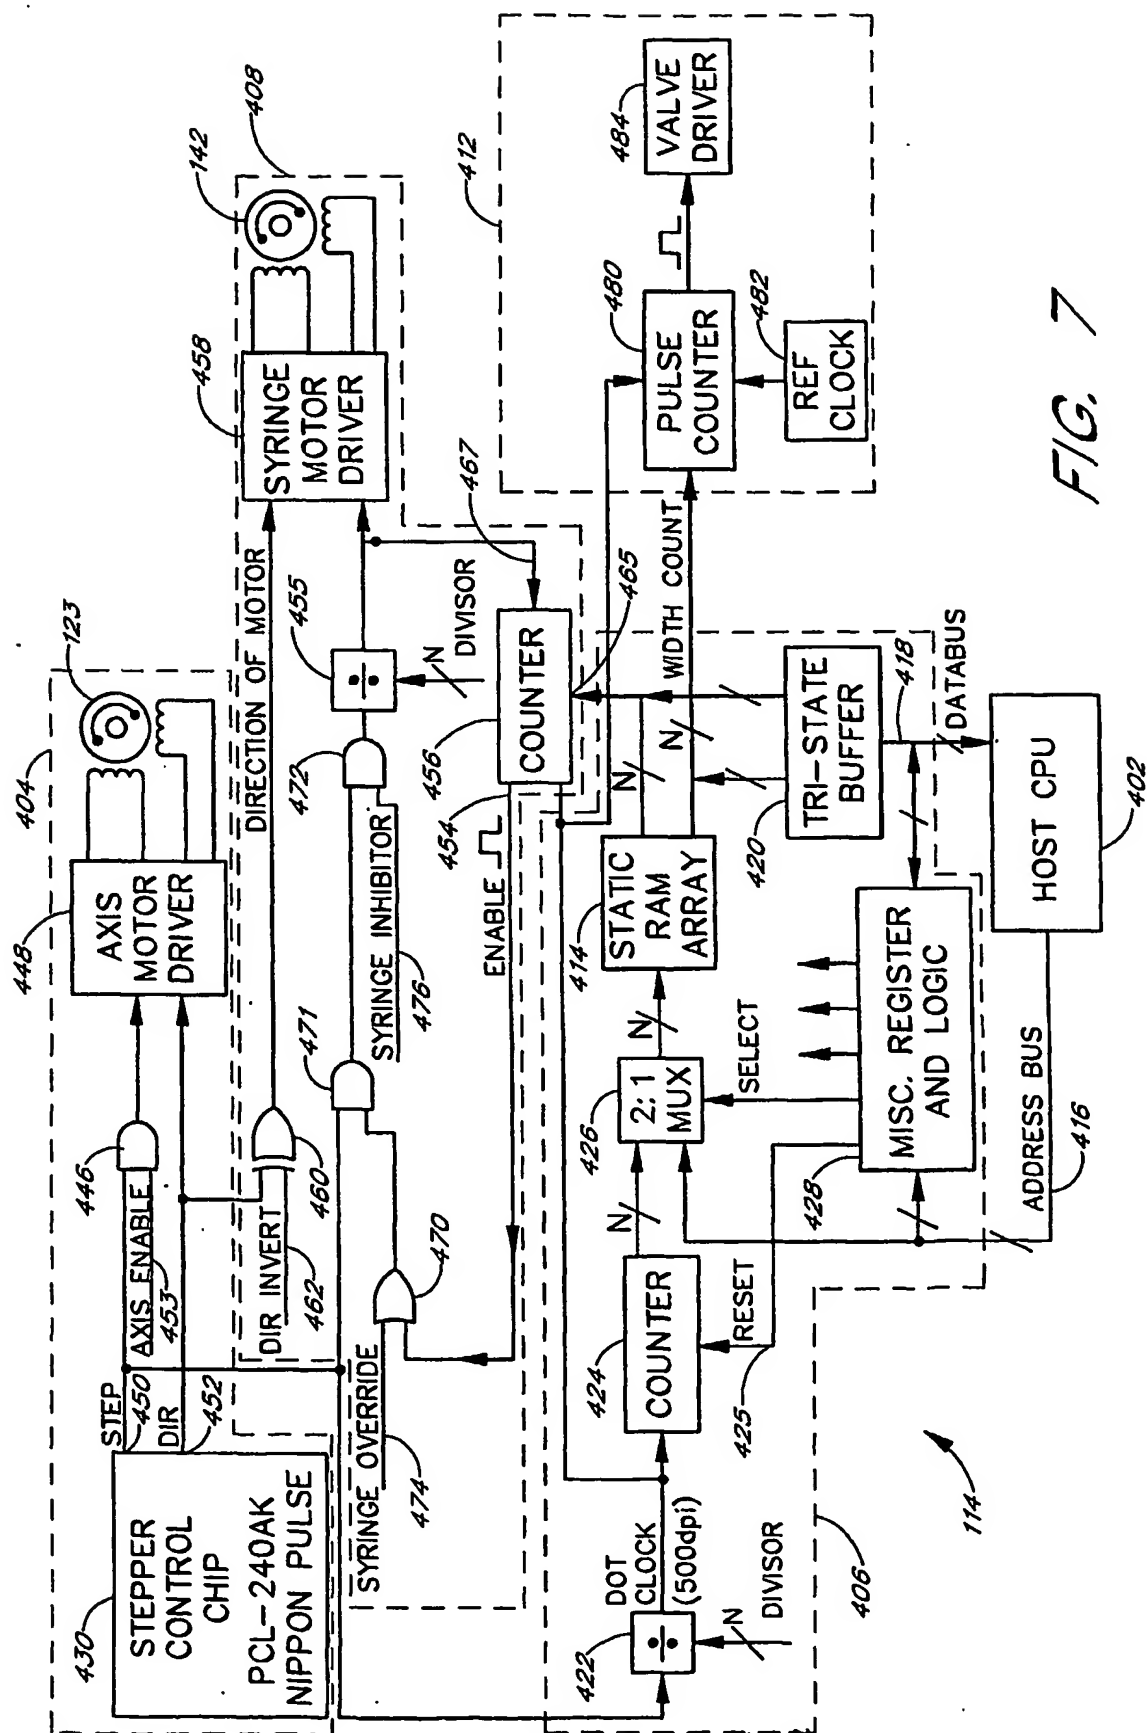 404
123
448
AXIS
MOTOR
DRIVER
446
STEP
450
AXIS ENABLE
453
DIR
452
430
STEPPER
CONTROL
CHIP
PCL-240AK
NIPPON PULSE
142
408
458
SYRINGE
MOTOR
DRIVER
DIRECTION OF MOTOR
460
DIR INVERT
462
455
N
DIVISOR
467
472
SYRINGE INHIBITOR
476
471
470
SYRINGE OVERRIDE
474
456
COUNTER
454
ENABLE
465
412
484
VALVE
DRIVER
480
PULSE
COUNTER
482
REF
CLOCK
WIDTH COUNT
N
N
414
STATIC
RAM
ARRAY
420
TRI-STATE
BUFFER
418
DATABUS
N
426
2:1
MUX
SELECT
N
424
COUNTER
RESET
425
DOT
CLOCK
(500dpi)
422
N
DIVISOR
406
428
MISC. REGISTER
AND LOGIC
HOST CPU
402
ADDRESS BUS
416
114
FIG. 7